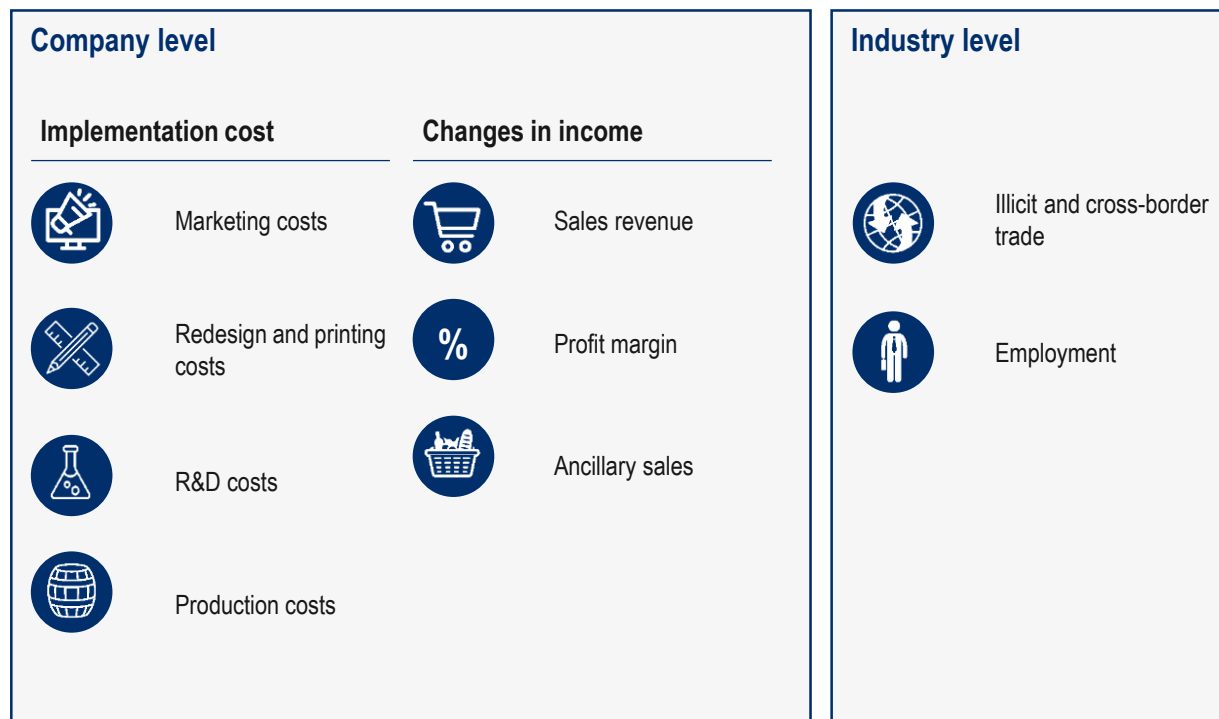 Company level
Implementation cost
Marketing costs
Redesign and printing
costs
R&D costs
Production costs
Changes in income
Sales revenue
%
Profit margin
Ancillary sales
Industry level
Illicit and cross-border
trade
Employment